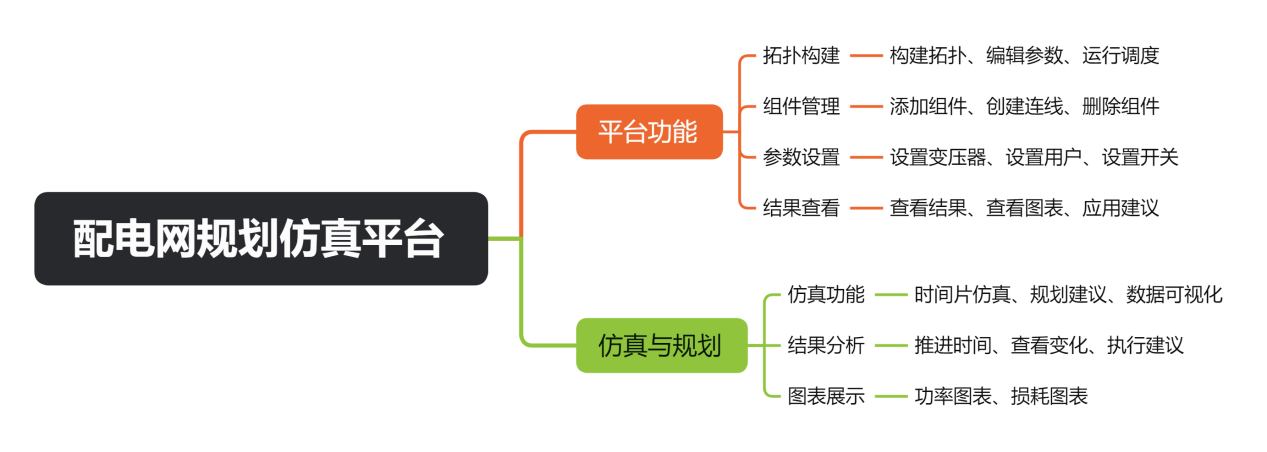 配电网规划仿真平台
平台功能
拓扑构建 构建拓扑、编辑参数、运行调度
组件管理 添加组件、创建连线、删除组件
参数设置 设置变压器、设置用户、设置开关
结果查看 查看结果、查看图表、应用建议
仿真与规划
仿真功能 时间片仿真、规划建议、数据可视化
结果分析 推进时间、查看变化、执行建议
图表展示 功率图表、损耗图表